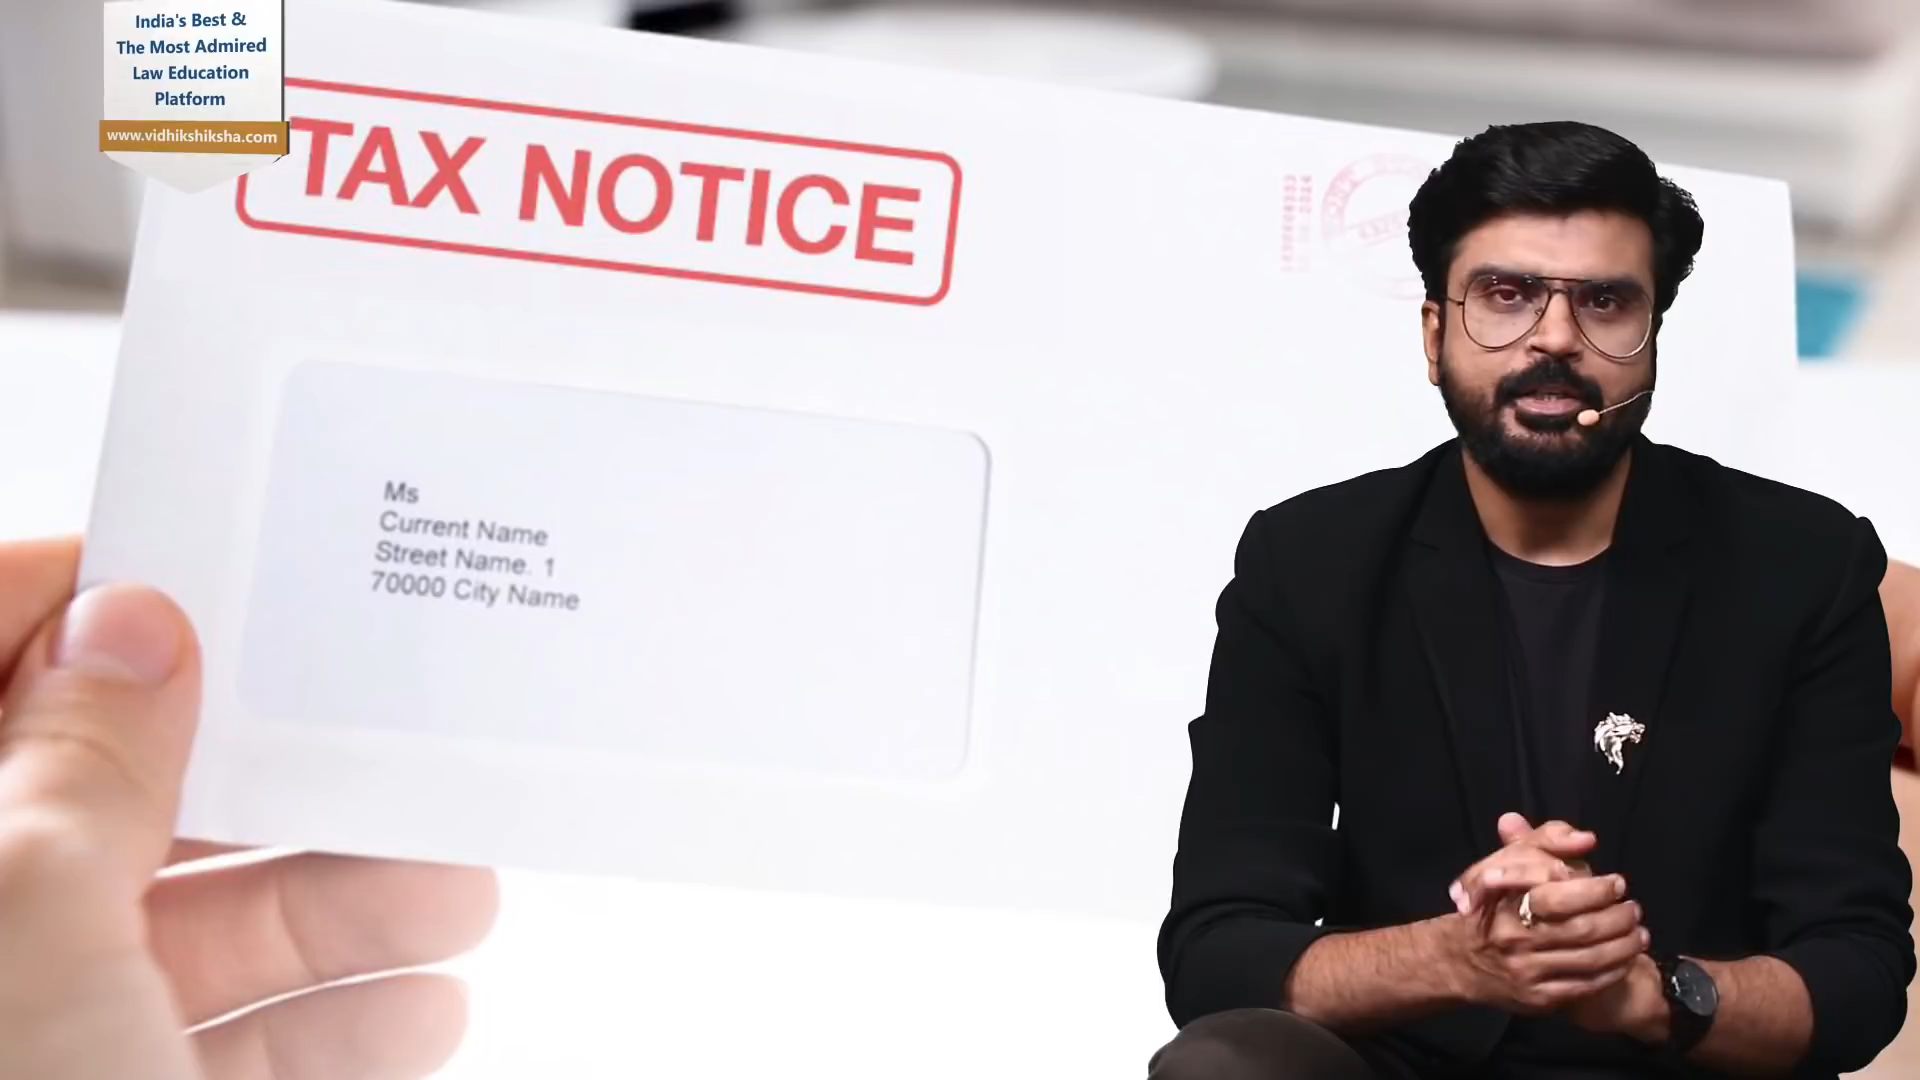 India's Best &
The Most Admired
Law Education
Platform
www.vidhikshiksha.com
TAX NOTICE
Ms
Current Name
Street Name. 1
70000 City Name